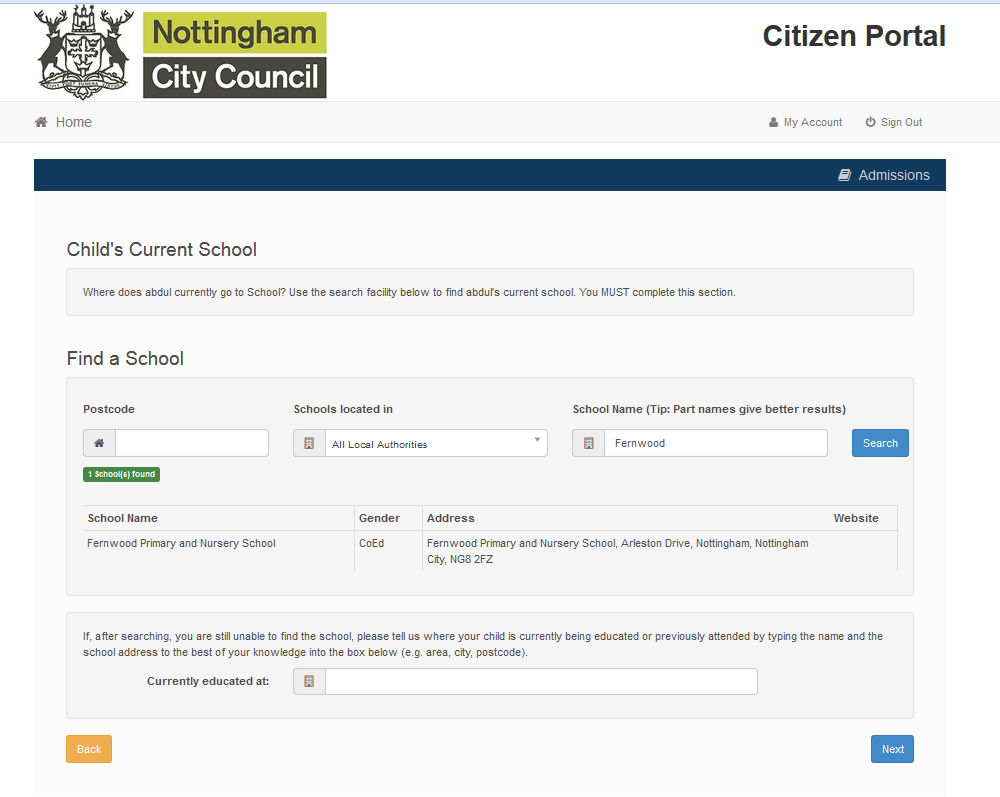 Nottingham
City Council
Citizen Portal
Home
My Account
Sign Out
Admissions
Child's Current School
Where does abdul currently go to School? Use the search facility below to find abdul's current school. You MUST complete this section.
Find a School
Postcode
Schools located in
School Name (Tip: Part names give better results)
All Local Authorities
Fernwood
Search
1 School(s) found
School Name Gender Address Website
Fernwood Primary and Nursery School CoEd Fernwood Primary and Nursery School, Arleston Drive, Nottingham, Nottingham
City, NG8 2FZ
If, after searching, you are still unable to find the school, please tell us where your child is currently being educated or previously attended by typing the name and the
school address to the best of your knowledge into the box below (e.g. area, city, postcode).
Currently educated at:
Back
Next